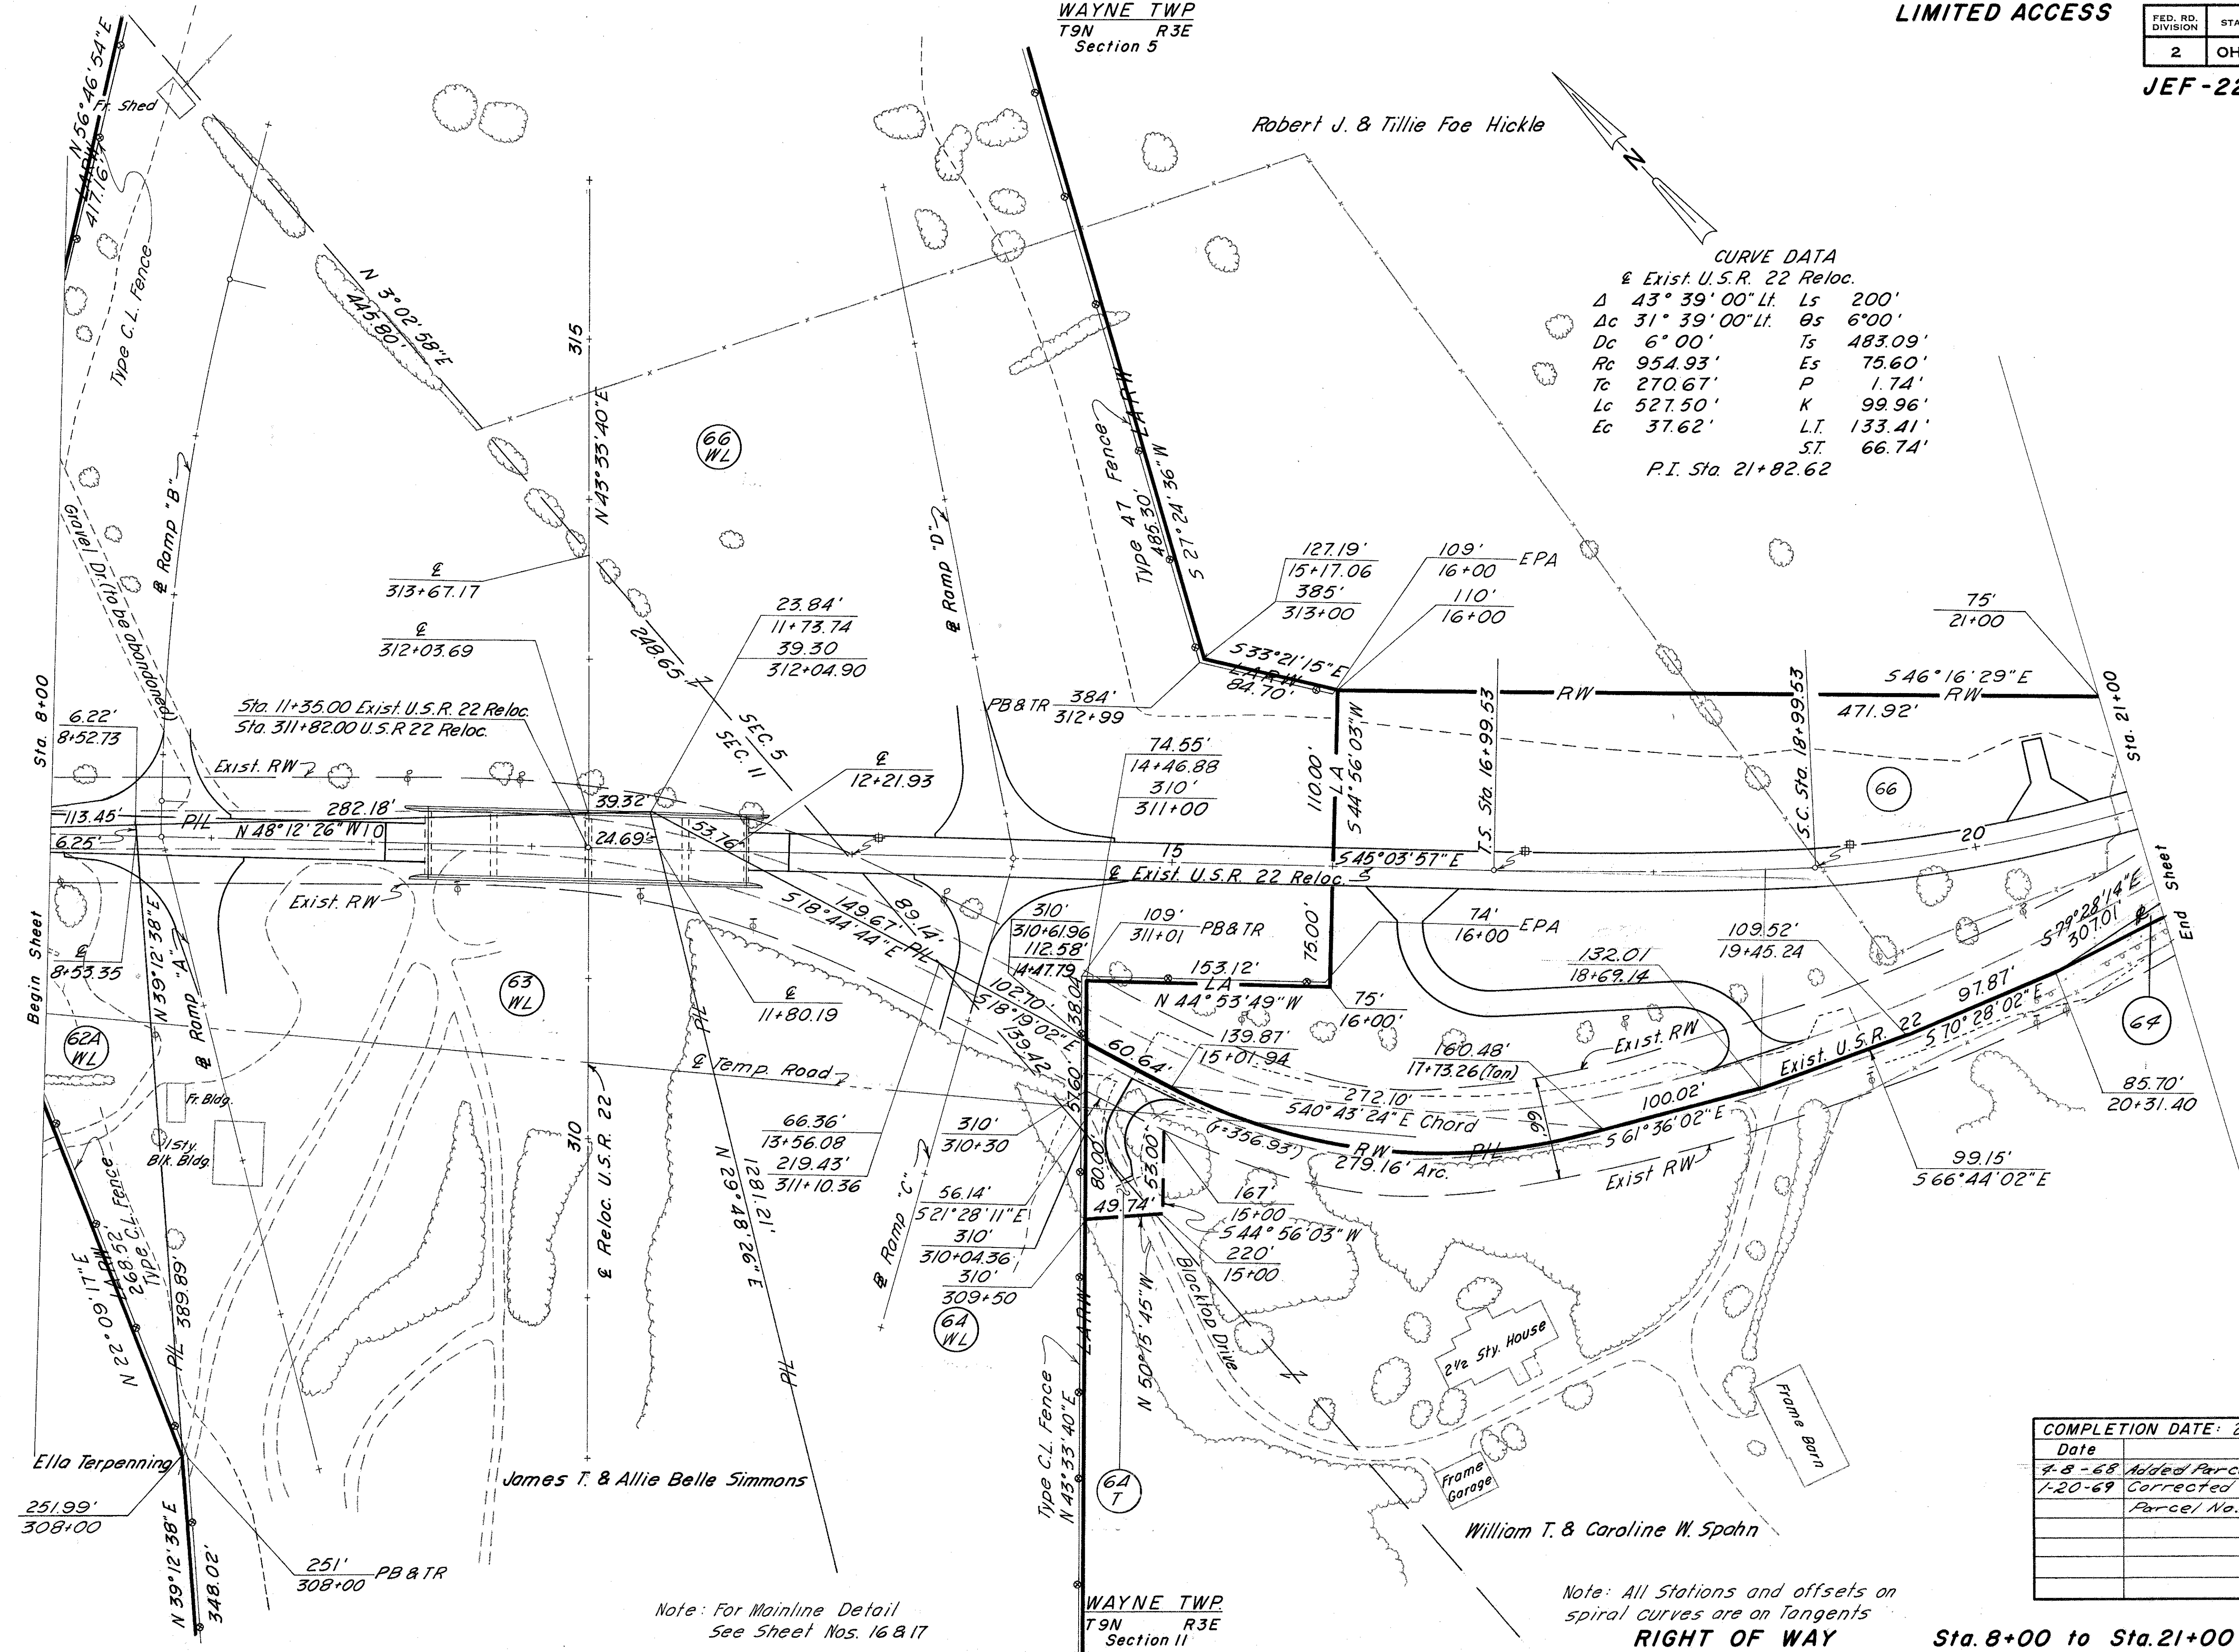 WAYNE TWP
T9N R3E
Section 5
LIMITED ACCESS
FED. RD.
DIVISION
2
JEF-22
N 56° 46' 54" E
LARW
417.16'
Fr. Shed
Type C.L. Fence
Robert J. & Tillie Fae Hickle
N
CURVE DATA
℄ Exist. U.S.R. 22 Reloc.
Δ 43° 39' 00" Lt. Ls 200'
Δc 31° 39' 00" Lt. θs 6°00'
Dc 6° 00' Ts 483.09'
Rc 954.93' Es 75.60'
Tc 270.67' P 1.74'
Lc 527.50' K 99.96'
Ec 37.62' L.T. 133.41'
S.T. 66.74'
P.I. Sta. 21+82.62
N 3° 02' 58" E
445.80'
315
N 43° 33' 40" E
66
WL
℄ Ramp "B"
Gravel Dr. (to be abandoned)
℄ Ramp "D"
Type 47 Fence
LARW
485.30'
S 27° 24' 36" W
℄
313+67.17
℄
312+03.69
23.84'
11+73.74
39.30
312+04.90
248.65'
Z
SEC. 5
SEC. 11
127.19'
15+17.06
385'
313+00
109'
16+00
EPA
110'
16+00
75'
21+00
S 33° 21' 15" E
LARW
84.70'
PB & TR
384'
312+99
RW
S 46° 16' 29" E
RW
471.92'
Sta. 21+00
Sta. 8+00
6.22'
8+52.73
Sta. 11+35.00 Exist. U.S.R. 22 Reloc.
Sta. 311+82.00 U.S.R 22 Reloc.
Exist. RW
℄
12+21.93
74.55'
14+46.88
310'
311+00
110.00'
LA
S 44° 56' 03" W
T.S. Sta. 16+99.53
S.C. Sta. 18+99.53
66
113.45'
P/L
282.18'
N 48° 12' 26" W
10
6.25'
39.32'
24.69'
53.76'
15
S 45° 03' 57" E
20
℄ Exist. U.S.R. 22 Reloc.
Exist. RW
Begin Sheet
℄
8+53.35
N 39° 12' 38" E
℄ Ramp "A"
62A
WL
63
WL
149.67'
S 18° 44' 44" E
P/L
89.14'
℄
11+80.19
P/L
310'
310+61.96
112.58'
14+47.79
102.70'
S 18° 19' 02" E
139.42
38.04'
109'
311+01
PB & TR
153.12'
LA
N 44° 53' 49" W
75.00'
74'
16+00
EPA
75'
16+00
132.01
18+69.14
109.52'
19+45.24
S 79° 28' 14" E
307.01'
End Sheet
64
97.87'
S 70° 28' 02" E
Exist. U.S.R. 22
Exist. RW
139.87
15+01.94
160.48'
17+73.26 (Tan)
60.64'
272.10'
S 40° 43' 24" E Chord
66'
100.02'
S 61° 36' 02" E
85.70'
20+31.40
99.15'
S 66° 44' 02" E
℄ Temp. Road
Fr. Bldg.
1 Sty.
Blk. Bldg.
310
℄ Reloc. U.S.R. 22
66.36'
13+56.08
219.43'
311+10.36
310'
310+30
57.60'
80.00'
53.00'
49.74'
(r=356.93')
RW
P/L
279.16' Arc.
Exist RW
56.14'
S 21° 28' 11" E
310'
310+04.36
310'
309+50
167'
15+00
S 44° 56' 03" W
220'
15+00
1281.21'
N 29° 48' 26" E
P/L
℄ Ramp "C"
64
WL
N 22° 09' 17" E
LARW
268.52'
Type C.L. Fence
389.89'
P/L
LARW
Type C.L. Fence
N 43° 33' 40" E
N 50° 15' 45" W
Blacktop Drive
Z
2½ Sty. House
Frame Barn
Frame
Garage
64
T
Ella Terpenning
James T. & Allie Belle Simmons
William T. & Caroline W. Spahn
251.99'
308+00
251'
308+00
PB & TR
N 39° 12' 38" E
348.02'
COMPLETION DATE:
Date
4-8-68 Added
1-20-69 Corrected
Parcel No.
Note: For Mainline Detail
See Sheet Nos. 16 & 17
WAYNE TWP.
T9N R3E
Section 11
Note: All Stations and offsets on
spiral curves are on Tangents
RIGHT OF WAY
Sta. 8+00 to Sta. 21+00